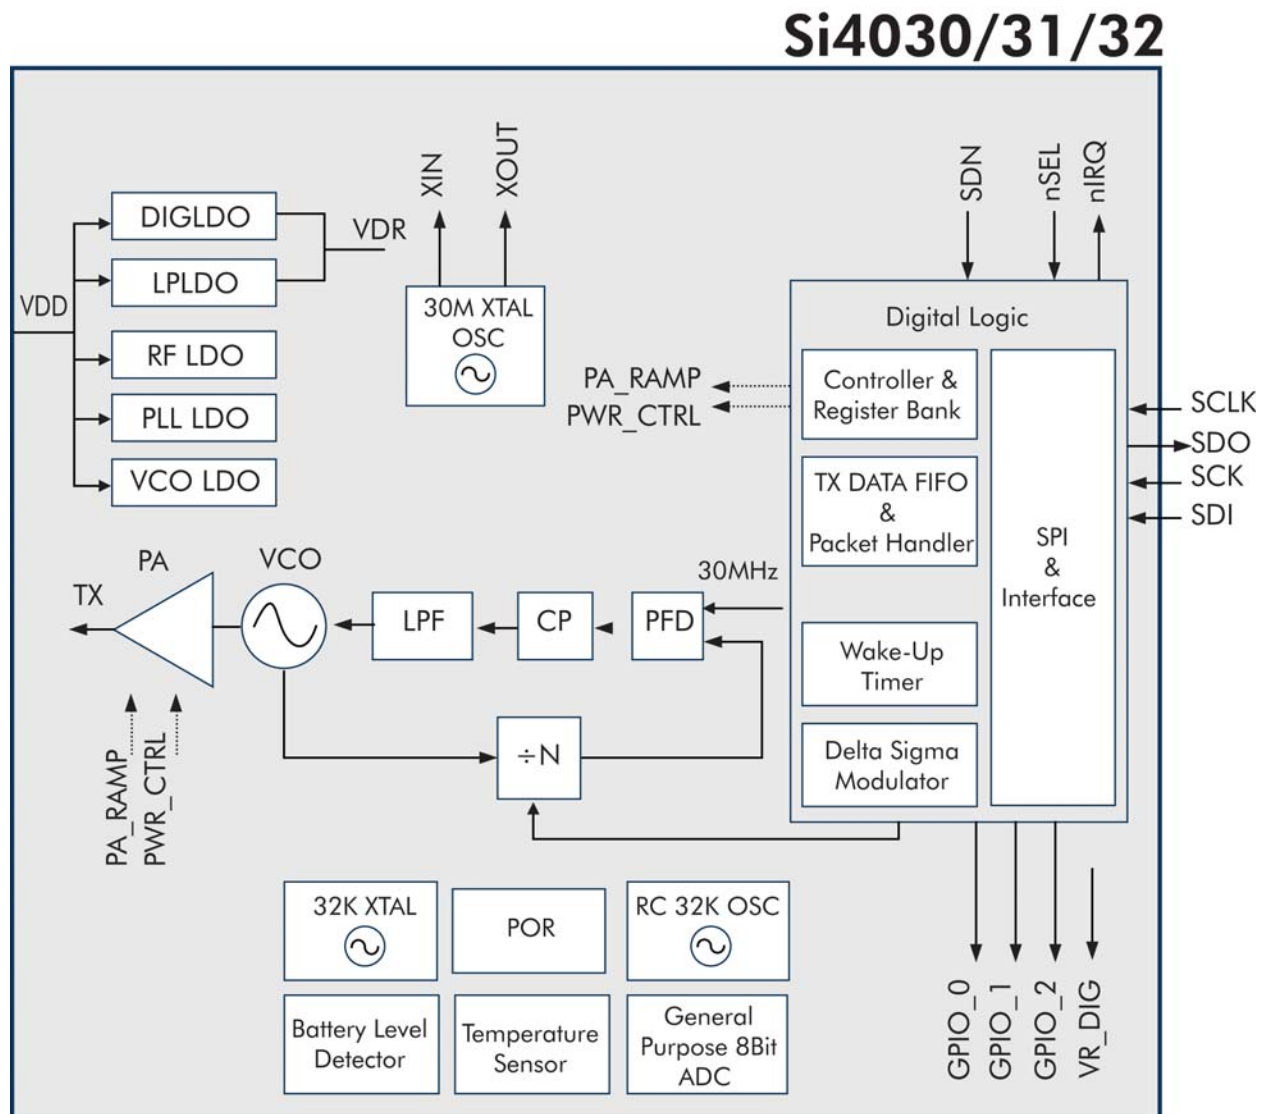 Si4030/31/32
XIN
XOUT
SDN
nSEL
nIRQ
DIGLDO
LPLDO
RF LDO
PLL LDO
VCO LDO
VDD
VDR
30M XTAL
OSC
Digital Logic
Controller &
Register Bank
TX DATA FIFO
&
Packet Handler
Wake-Up
Timer
Delta Sigma
Modulator
SPI
&
Interface
PA_RAMP
PWR_CTRL
SCLK
SDO
SCK
SDI
TX
PA
VCO
LPF
CP
PFD
30MHz
÷N
PA_RAMP
PWR_CTRL
32K XTAL
POR
RC 32K OSC
Battery Level
Detector
Temperature
Sensor
General
Purpose 8Bit
ADC
GPIO_0
GPIO_1
GPIO_2
VR_DIG